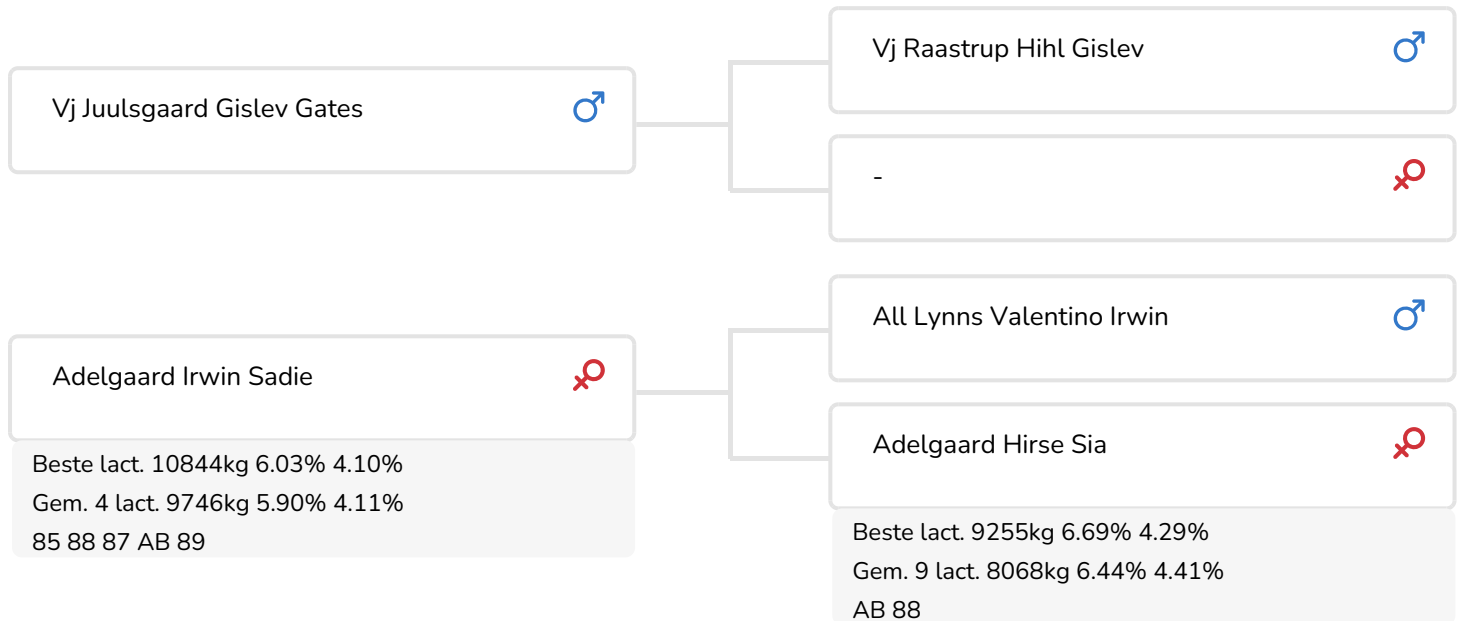 Vj Juulsgaard Gislev Gates
Vj Raastrup Hihl Gislev
-
Adelgaard Irwin Sadie
Beste lact. 10844kg 6.03% 4.10%
Gem. 4 lact. 9746kg 5.90% 4.11%
85 88 87 AB 89
All Lynns Valentino Irwin
Adelgaard Hirse Sia
Beste lact. 9255kg 6.69% 4.29%
Gem. 9 lact. 8068kg 6.44% 4.41%
AB 88